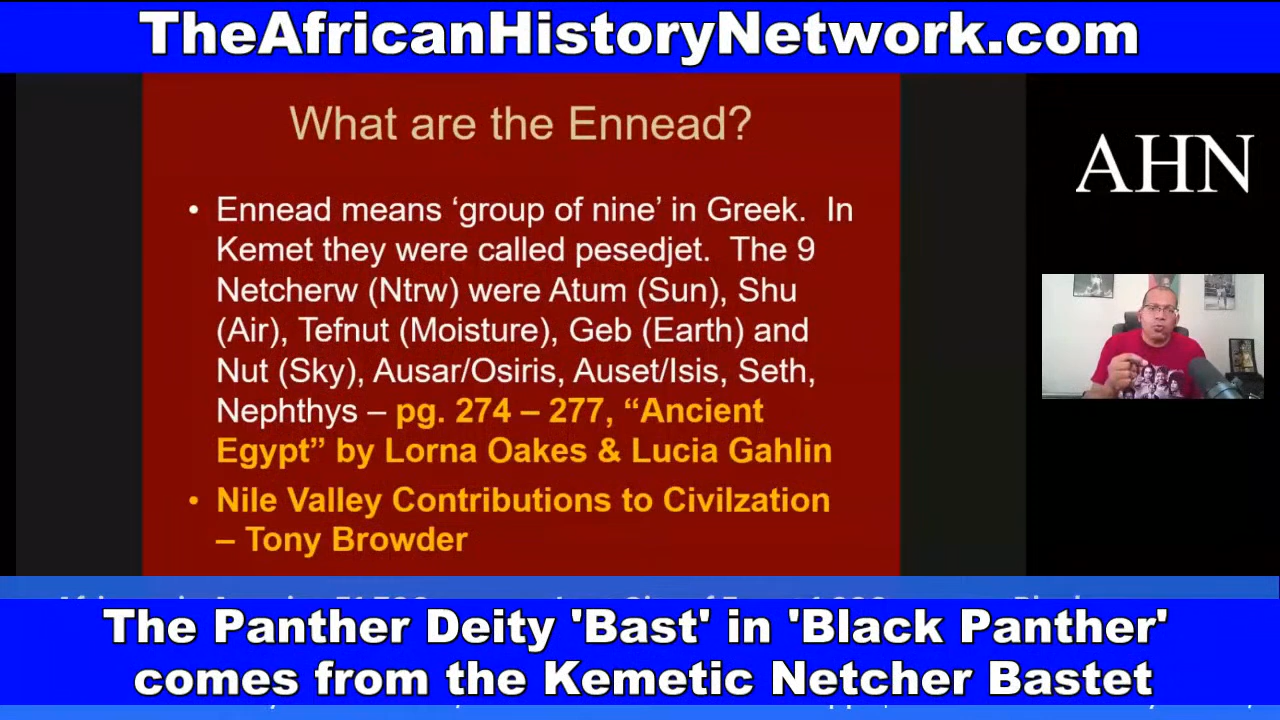 TheAfricanHistoryNetwork.com
What are the Ennead?
AHN
• Ennead means ‘group of nine’ in Greek. In
Kemet they were called pesedjet. The 9
Netcherw (Ntrw) were Atum (Sun), Shu
(Air), Tefnut (Moisture), Geb (Earth) and
Nut (Sky), Ausar/Osiris, Auset/Isis, Seth,
Nephthys – pg. 274 – 277, “Ancient
Egypt” by Lorna Oakes & Lucia Gahlin
• Nile Valley Contributions to Civilzation
– Tony Browder
The Panther Deity 'Bast' in 'Black Panther'
comes from the Kemetic Netcher Bastet